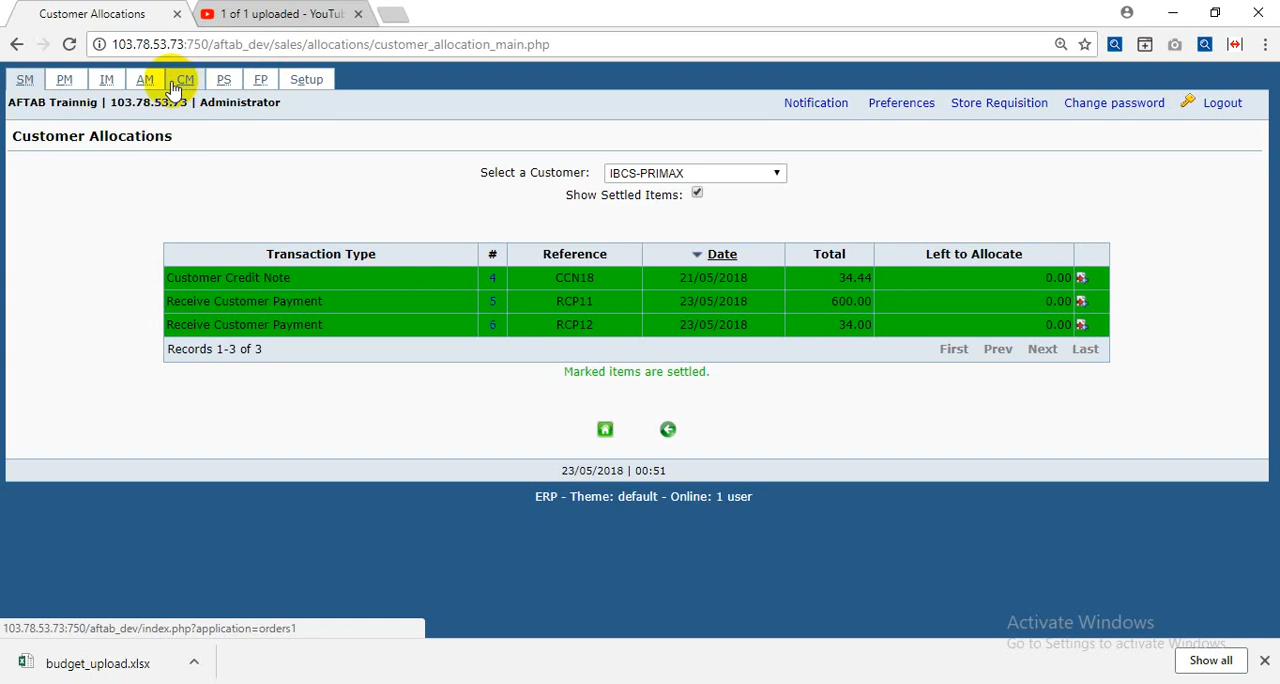 Customer Allocations
1 of 1 uploaded - YouTu
103.78.53.73:750/aftab_dev/sales/allocations/customer_allocation_main.php
SM PM IM AM CM PS FP Setup
AFTAB Trainnig | 103.78.53.73 | Administrator
Notification Preferences Store Requisition Change password Logout
Customer Allocations
Select a Customer: IBCS-PRIMAX
Show Settled Items:
Transaction Type # Reference Date Total Left to Allocate
Customer Credit Note 4 CCN18 21/05/2018 34.44 0.00
Receive Customer Payment 5 RCP11 23/05/2018 600.00 0.00
Receive Customer Payment 6 RCP12 23/05/2018 34.00 0.00
Records 1-3 of 3 First Prev Next Last
Marked items are settled.
23/05/2018 | 00:51
ERP - Theme: default - Online: 1 user
Activate Windows
Go to Settings to activate Windows.
103.78.53.73:750/aftab_dev/index.php?application=orders1
budget_upload.xlsx
Show all